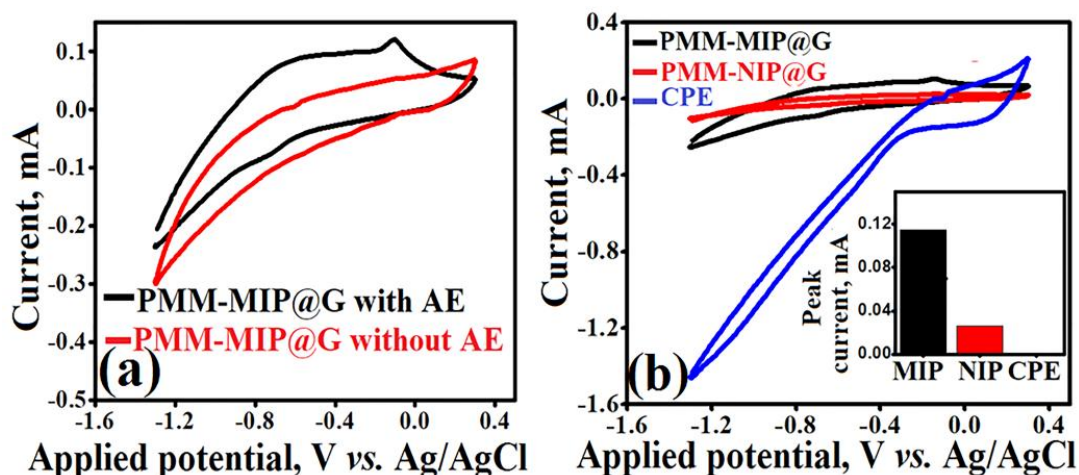 0.1
0.0
-0.1
-0.2
-0.3
-0.5
Current, mA
PMM-MIP@G with AE
PMM-MIP@G without AE
(a)
-1.6 -1.2 -0.8 -0.4 0.0 0.4
Applied potential, V vs. Ag/AgCl
0.4
0.0
-0.4
-0.8
-1.2
-1.6
Current, mA
PMM-MIP@G
PMM-NIP@G
CPE
0.12
0.08
0.04
0.00
Peak
current, mA
MIP NIP CPE
(b)
-1.6 -1.2 -0.8 -0.4 0.0 0.4
Applied potential, V vs. Ag/AgCl